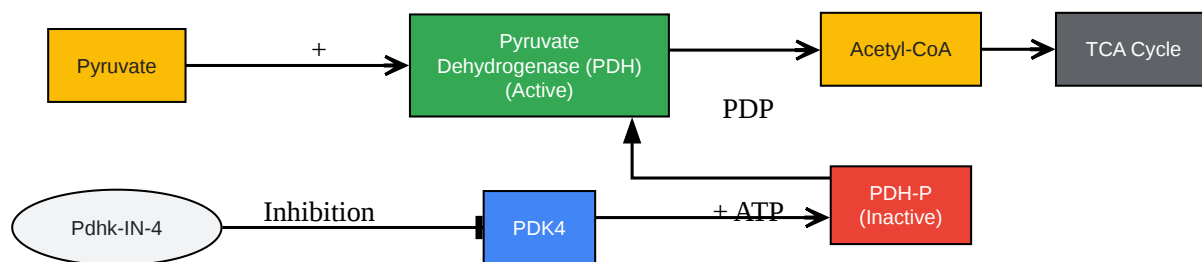 Pyruvate
+
Pyruvate
Dehydrogenase (PDH)
(Active)
Acetyl-CoA
TCA Cycle
PDP
Pdhk-IN-4
Inhibition
PDK4
+ ATP
PDH-P
(Inactive)